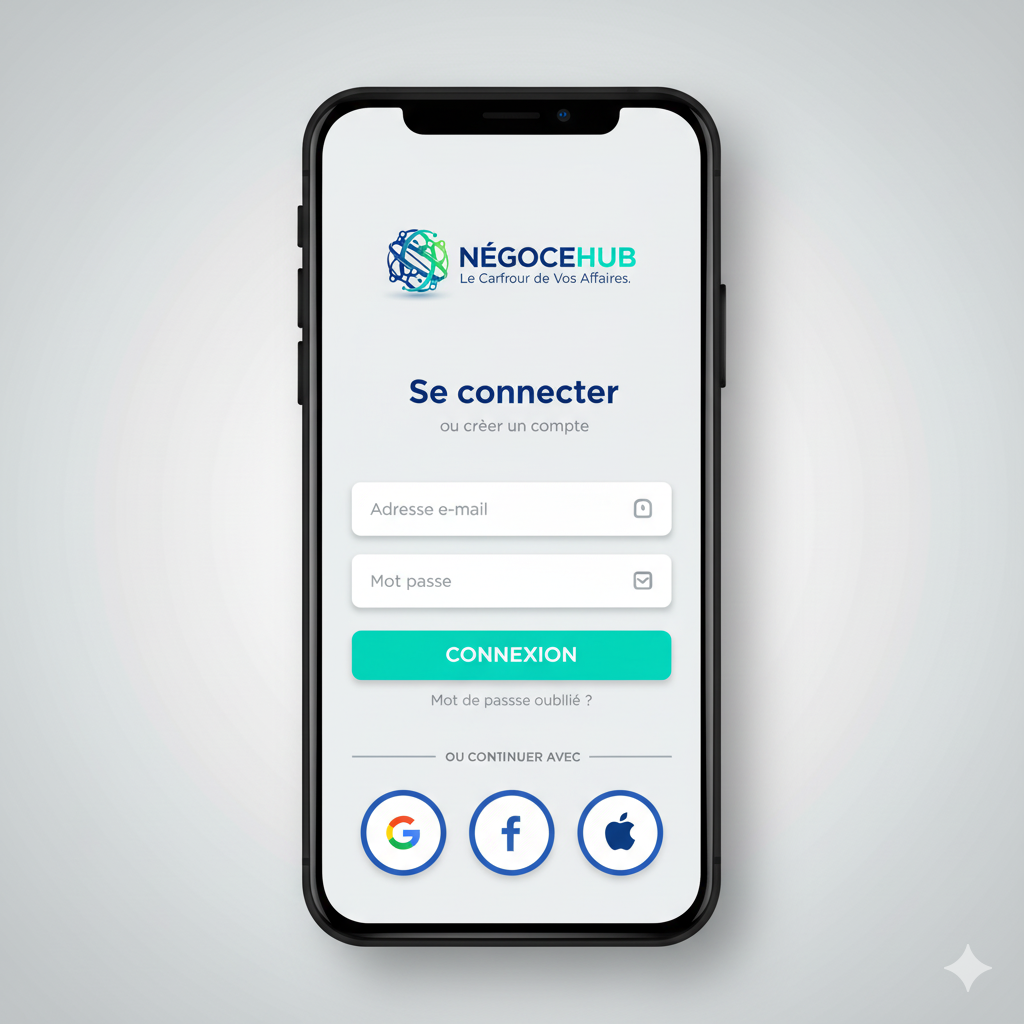 NÉGOCEHUB
Le Carfrour de Vos Affaires.
Se connecter
ou crèer un compte
Adresse e-mail
Mot passe
CONNEXION
Mot de passse oubllié ?
OU CONTINUER AVEC